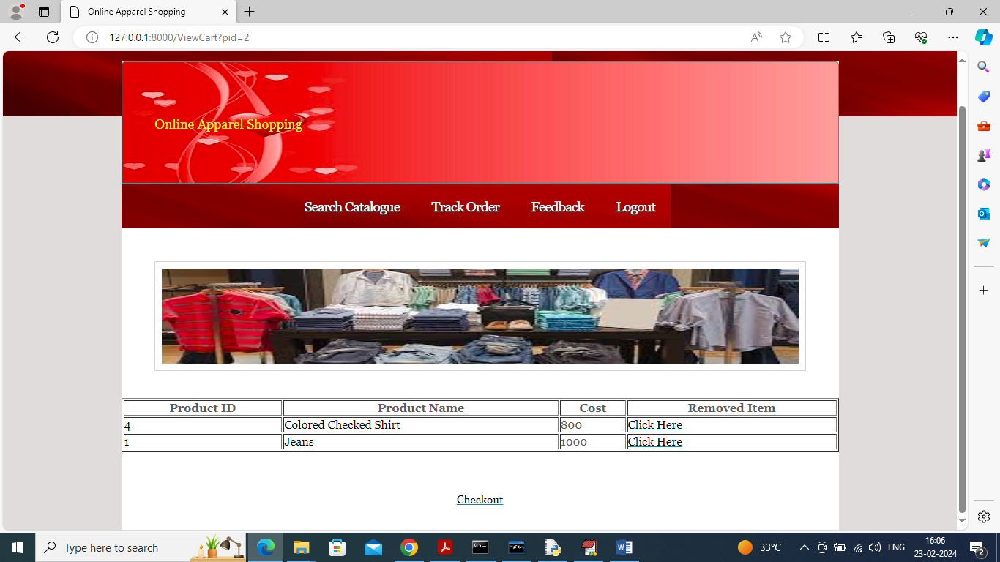 Online Apparel Shopping
127.0.0.1:8000/ViewCart?pid=2
Online Apparel Shopping
Search Catalogue Track Order Feedback Logout
Product ID Product Name Cost Removed Item
4 Colored Checked Shirt 800 Click Here
1 Jeans 1000 Click Here
Checkout
Type here to search 33°C ENG 16:06
23-02-2024 2